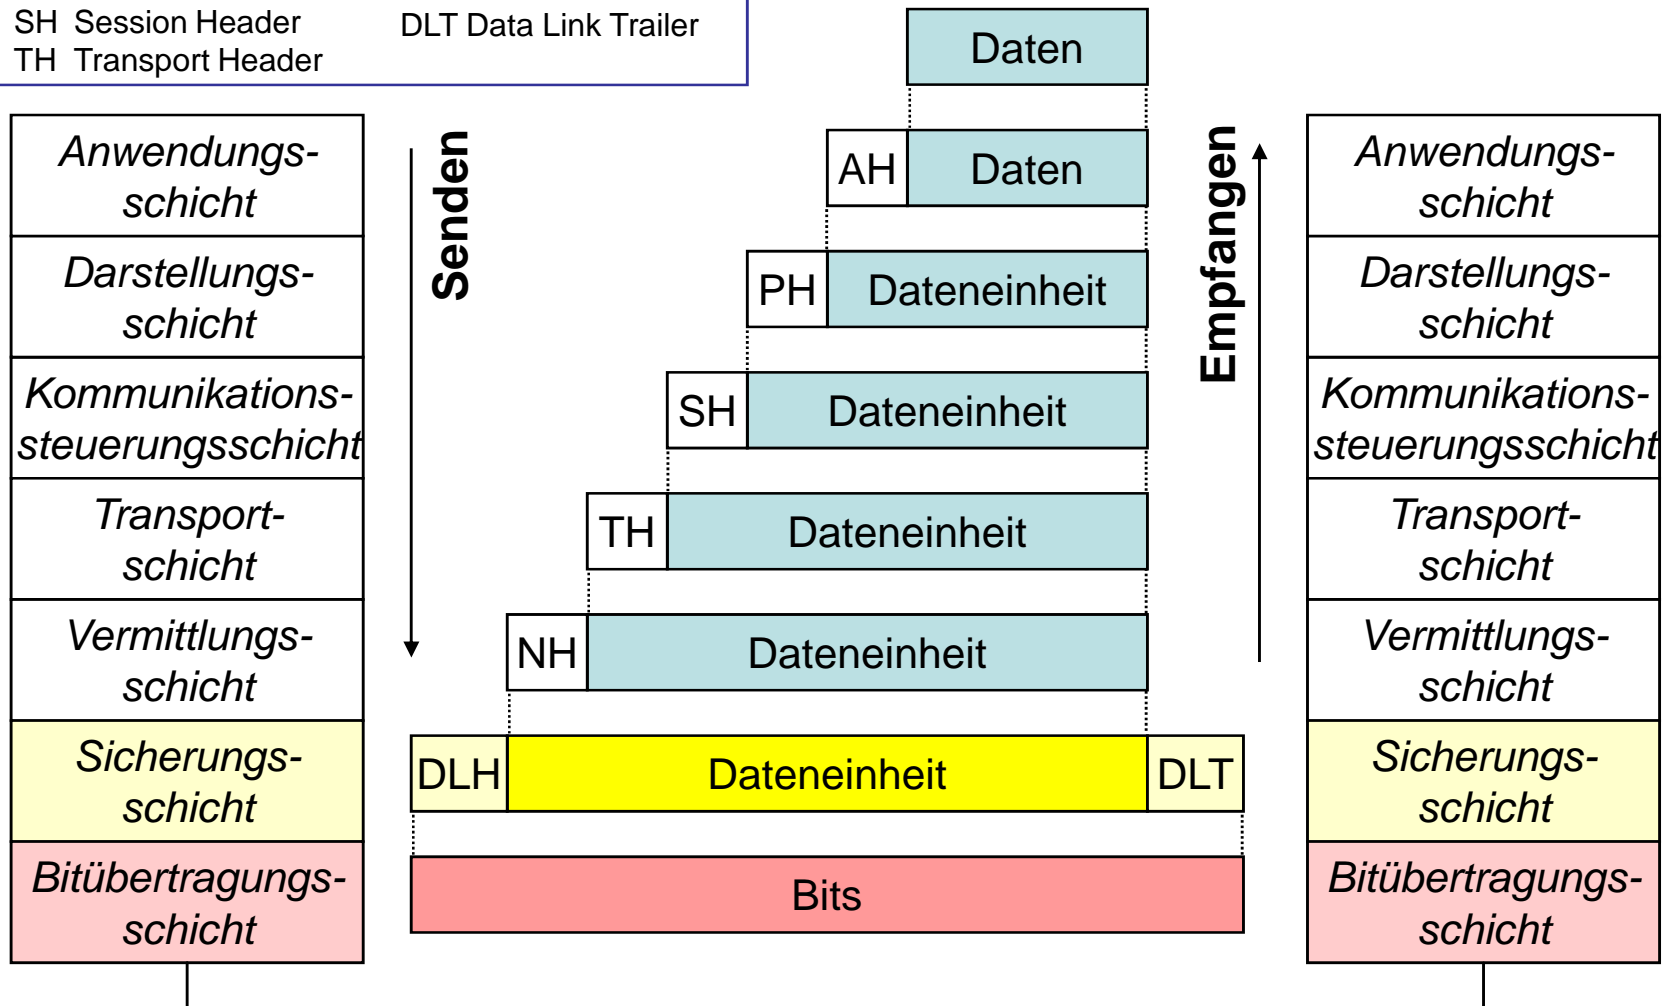 SH Session Header DLT Data Link Trailer
TH Transport Header
Daten
Senden
Empfangen
Anwendungs-
schicht
AH Daten
Anwendungs-
schicht
Darstellungs-
schicht
PH Dateneinheit
Darstellungs-
schicht
Kommunikations-
steuerungsschicht
SH Dateneinheit
Kommunikations-
steuerungsschicht
Transport-
schicht
TH Dateneinheit
Transport-
schicht
Vermittlungs-
schicht
NH Dateneinheit
Vermittlungs-
schicht
Sicherungs-
schicht
DLH Dateneinheit DLT
Sicherungs-
schicht
Bitübertragungs-
schicht
Bits
Bitübertragungs-
schicht